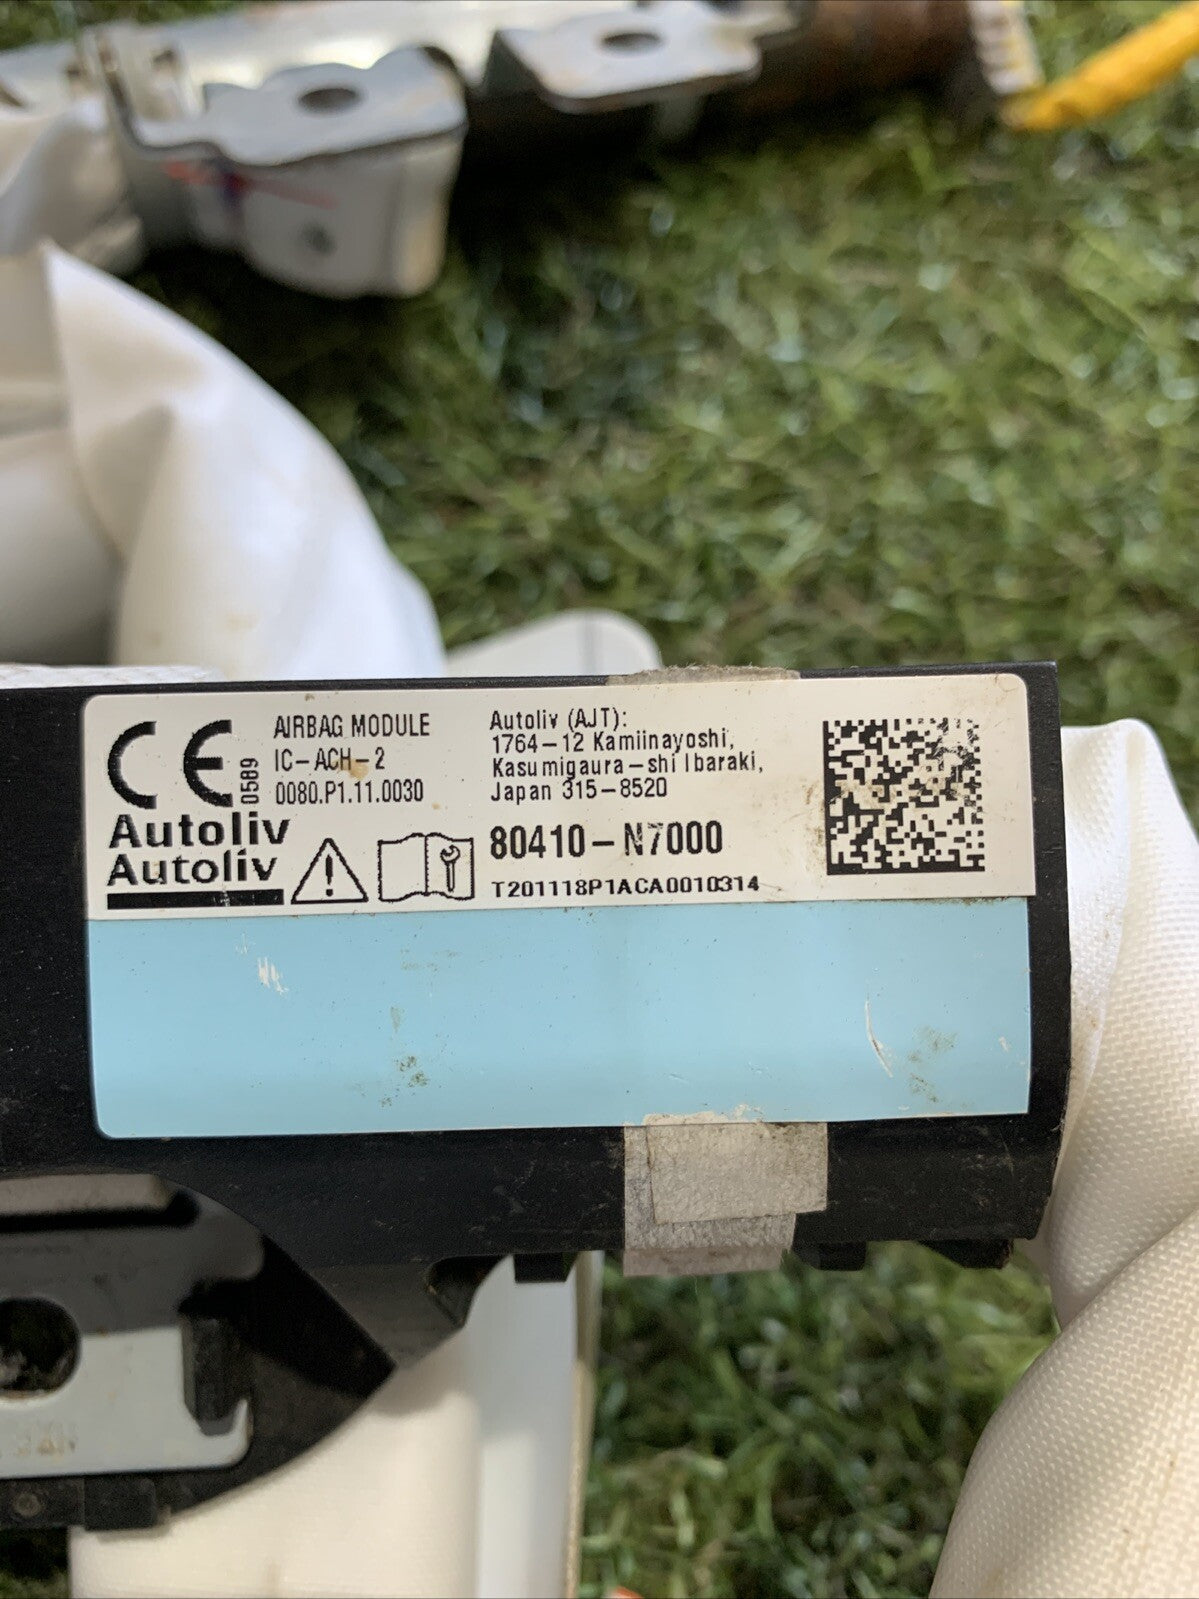 CE 0589
AIRBAG MODULE
IC-ACH-2
0080.P1.11.0030
Autoliv
Autoliv
Autoliv (AJT):
1764-12 Kamiinayoshi,
Kasumigaura-shi Ibaraki,
Japan 315-8520
80410-N7000
T201118P1ACA0010314